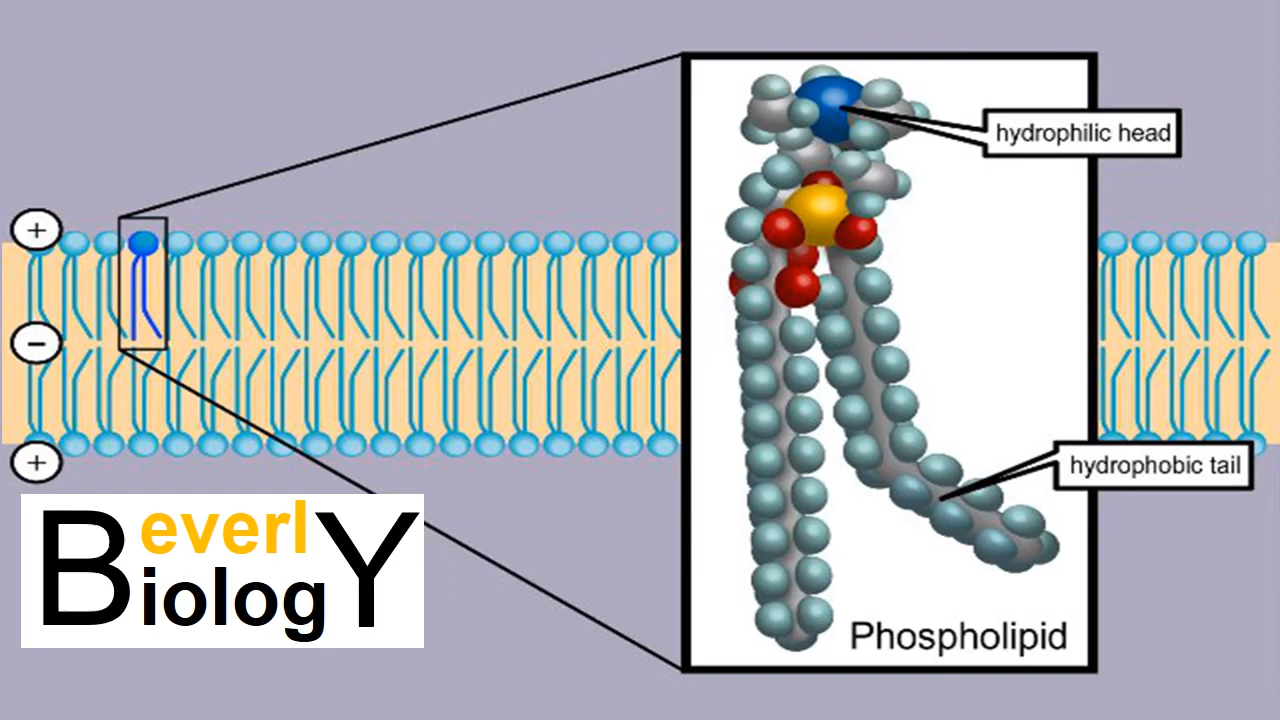 hydrophilic head
+
−
+
hydrophobic tail
Beverly
BiologY
Phospholipid